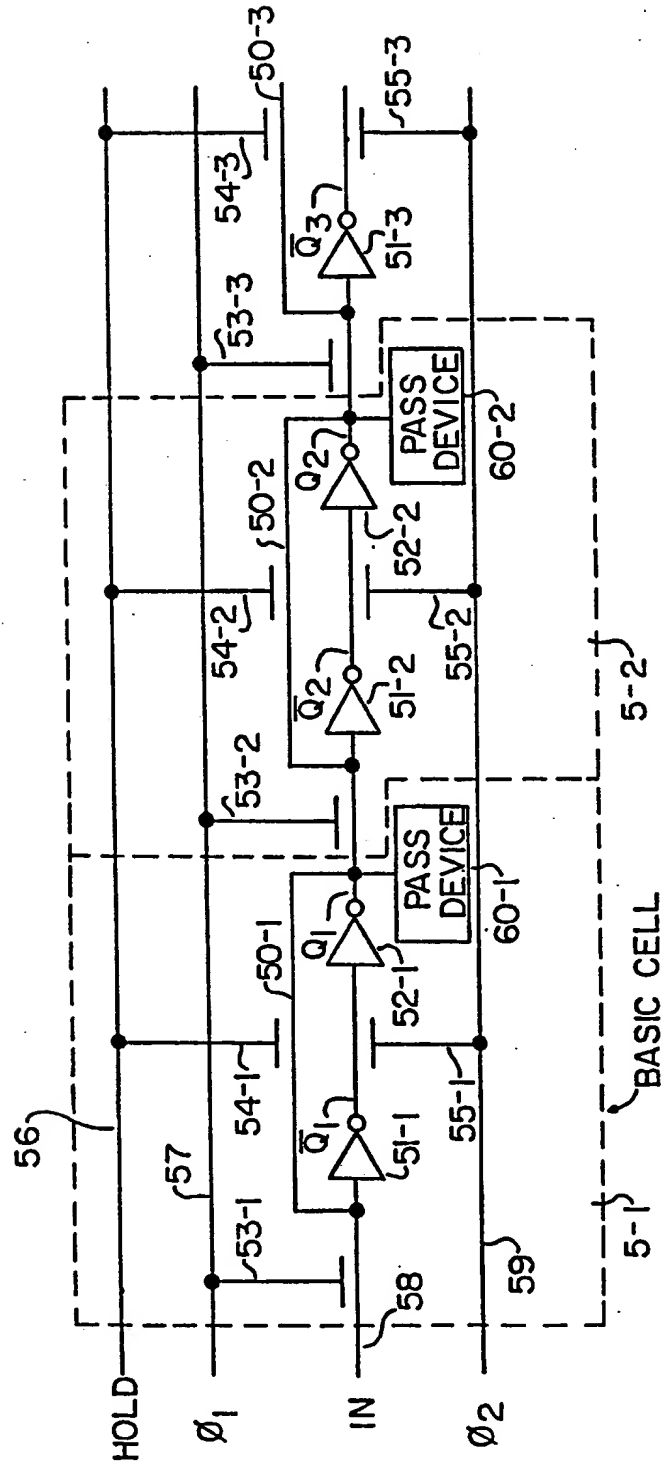 HOLD
56
54-1
54-2
54-3
50-3
Ø1
57
53-1
50-1
53-2
50-2
53-3
IN
58
Q̅1
51-1
Q1
52-1
Q̅2
51-2
Q2
52-2
Q̅3
51-3
55-3
PASS
DEVICE
60-1
PASS
DEVICE
60-2
Ø2
59
55-1
55-2
5-1
BASIC CELL
5-2